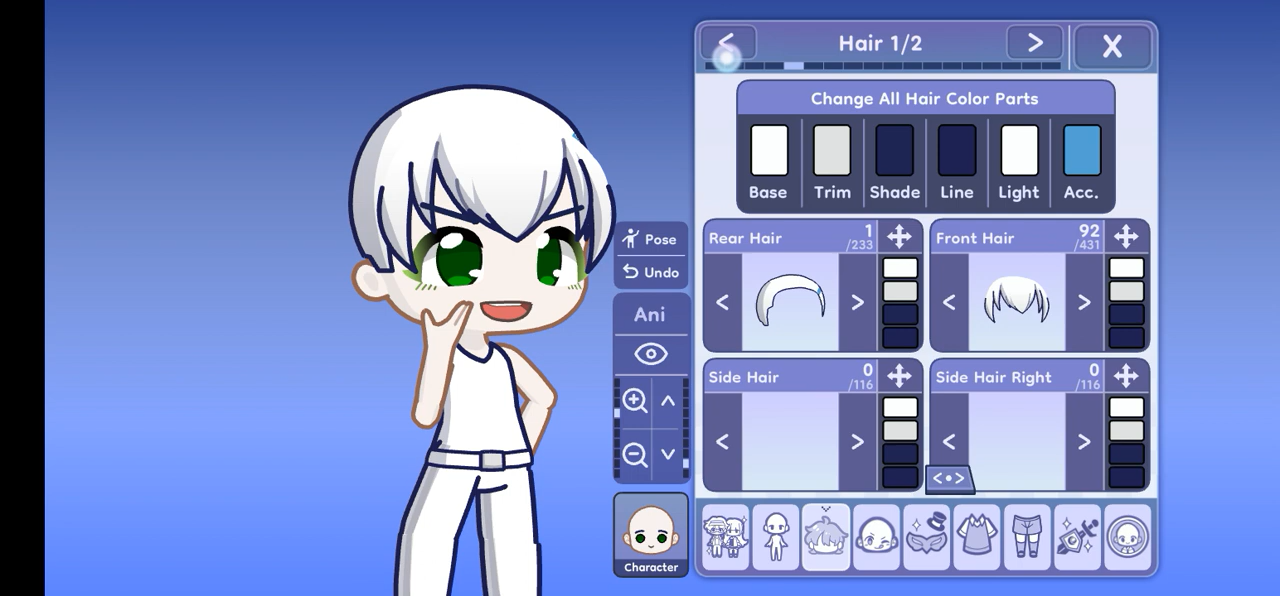 Hair 1/2
X
Change All Hair Color Parts
Base Trim Shade Line Light Acc.
Rear Hair 1/233
Front Hair 92/431
Pose
Undo
Ani
Side Hair 0/116
Side Hair Right 0/116
Character